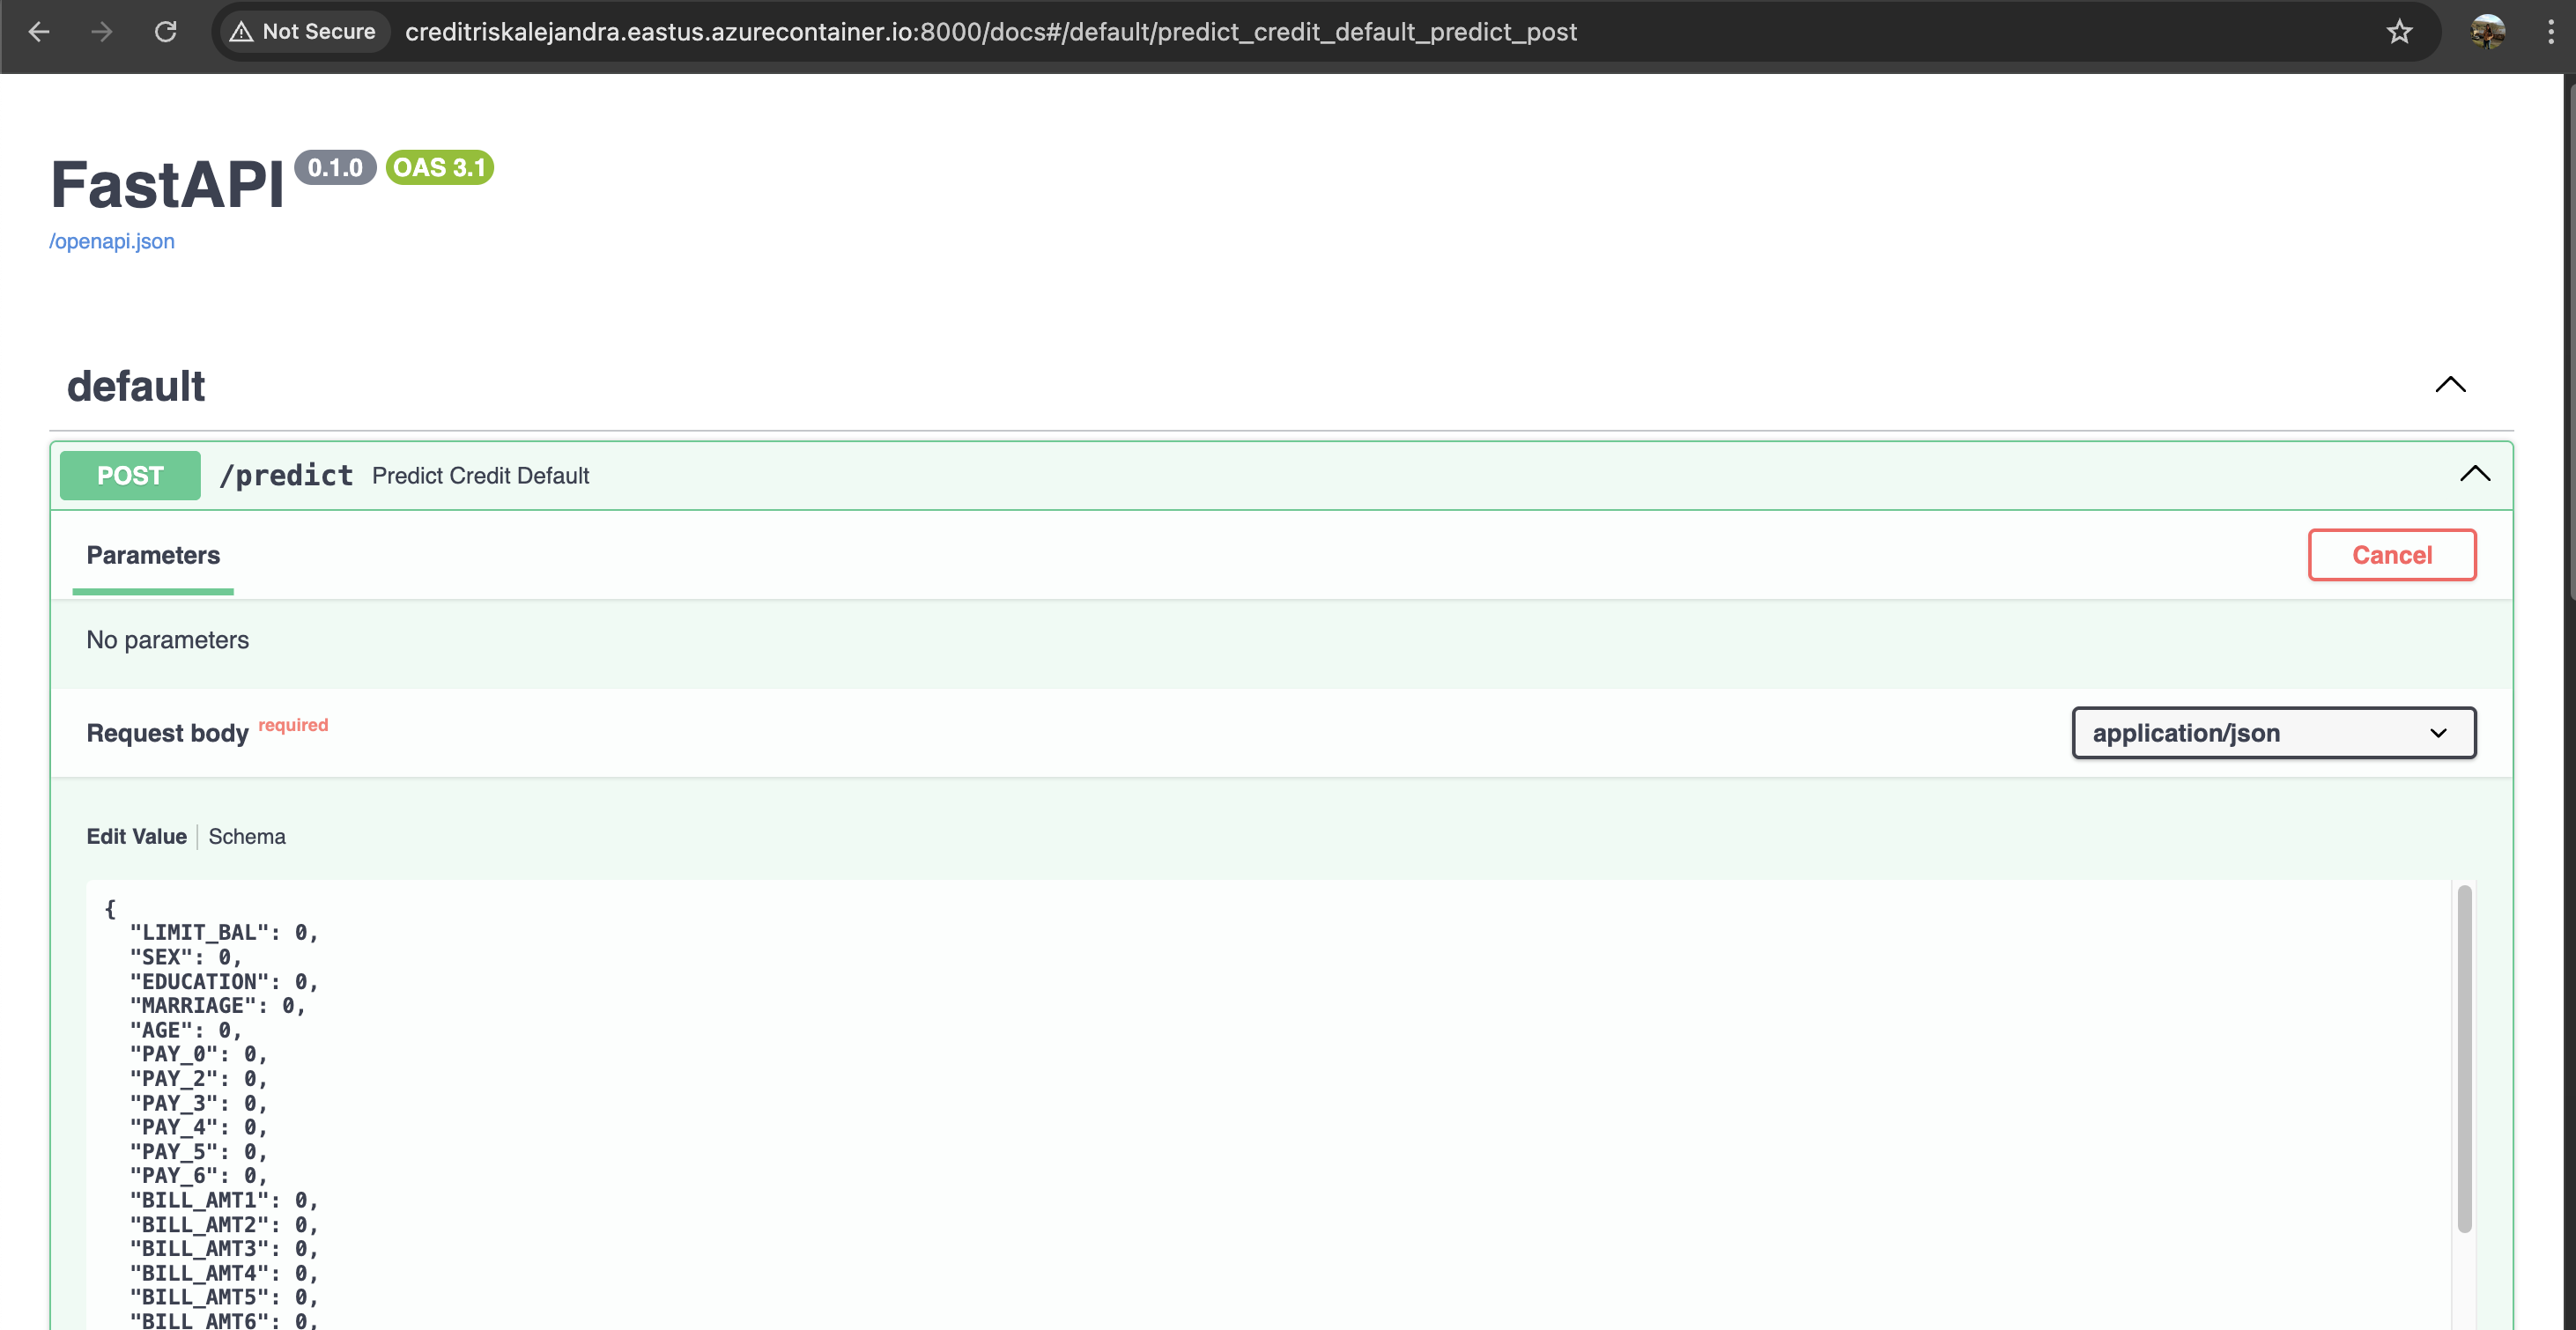 Not Secure creditriskalejandra.eastus.azurecontainer.io:8000/docs#/default/predict_credit_default_predict_post
FastAPI 0.1.0 OAS 3.1
/openapi.json
default
POST /predict Predict Credit Default
Parameters Cancel
No parameters
Request body required application/json
Edit Value Schema
{
"LIMIT_BAL": 0,
"SEX": 0,
"EDUCATION": 0,
"MARRIAGE": 0,
"AGE": 0,
"PAY_0": 0,
"PAY_2": 0,
"PAY_3": 0,
"PAY_4": 0,
"PAY_5": 0,
"PAY_6": 0,
"BILL_AMT1": 0,
"BILL_AMT2": 0,
"BILL_AMT3": 0,
"BILL_AMT4": 0,
"BILL_AMT5": 0,
"BILL_AMT6": 0,